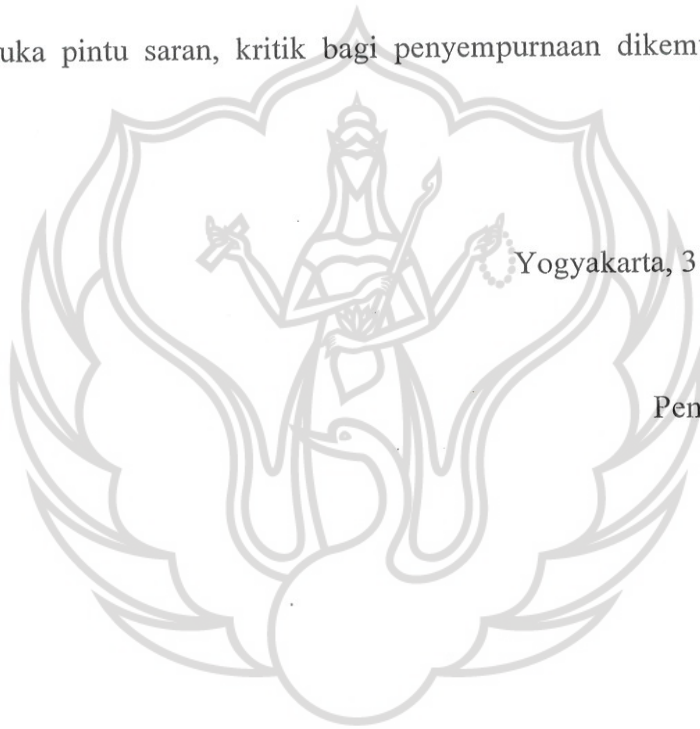 uka pintu saran, kritik bagi penyempurnaan dikem
Yogyakarta, 3
Pen